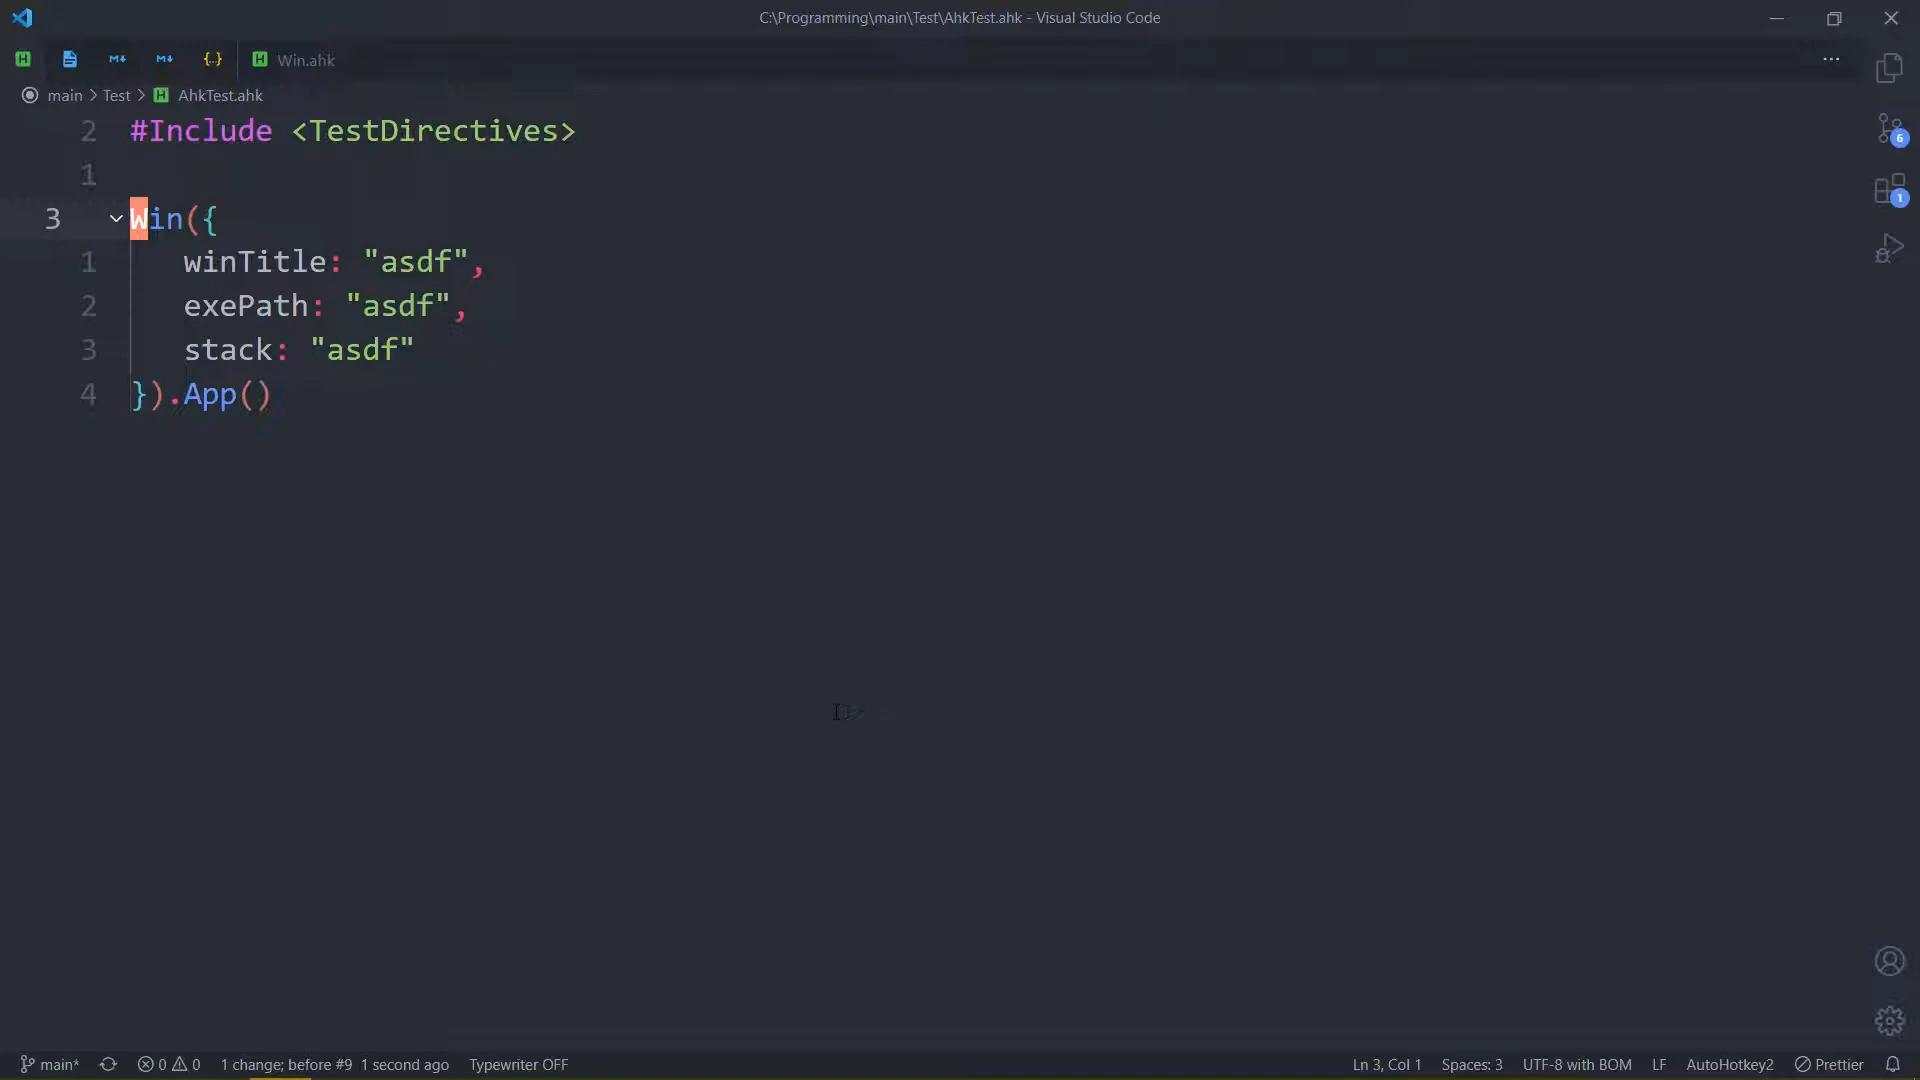 C:\Programming\main\Test\AhkTest.ahk - Visual Studio Code
H M↓ M↓ {..} H Win.ahk ...
main > Test > H AhkTest.ahk
2 #Include <TestDirectives>
1
3 Win({
1 winTitle: "asdf",
2 exePath: "asdf",
3 stack: "asdf"
4 }).App()
6
1
main* 0 0 1 change; before #9 1 second ago Typewriter OFF Ln 3, Col 1 Spaces: 3 UTF-8 with BOM LF AutoHotkey2 Prettier